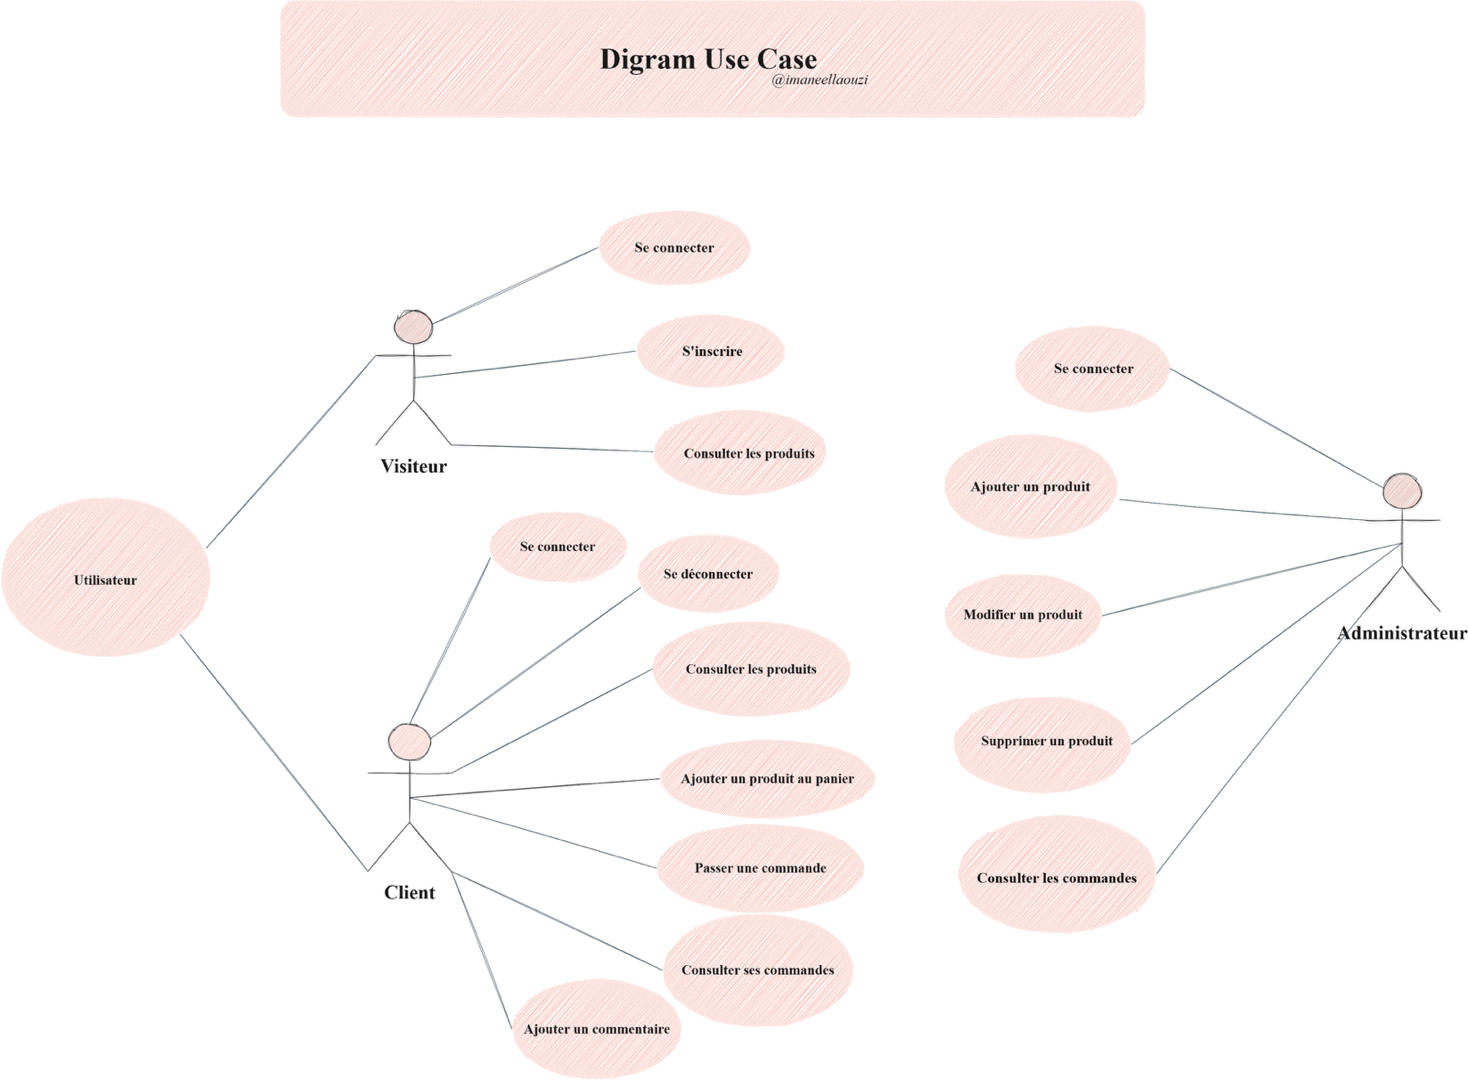 Digram Use Case
@imaneellaouzi
Se connecter
S'inscrire
Consulter les produits
Visiteur
Utilisateur
Se connecter
Se déconnecter
Consulter les produits
Ajouter un produit au panier
Passer une commande
Client
Consulter ses commandes
Ajouter un commentaire
Se connecter
Ajouter un produit
Modifier un produit
Administrateur
Supprimer un produit
Consulter les commandes